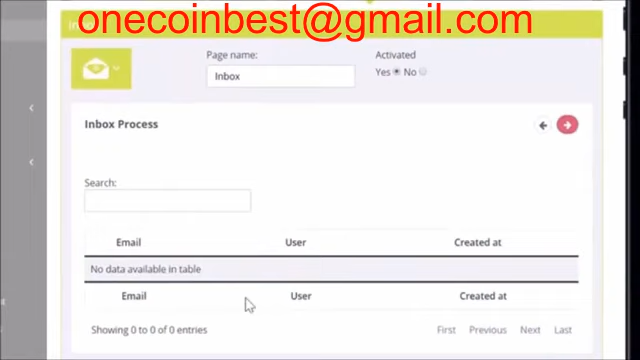 onecoinbest@gmail.com
Page name:
Activated
Inbox
Yes No
Inbox Process
Search:
Email User Created at
No data available in table
Email User Created at
Showing 0 to 0 of 0 entries
First Previous Next Last